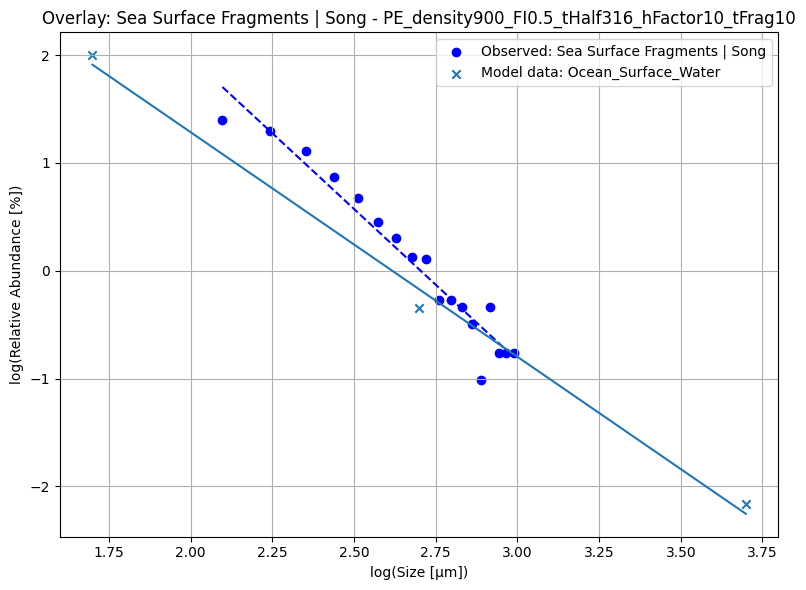 Overlay: Sea Surface Fragments | Song - PE_density900_FI0.5_tHalf316_hFactor10_tFrag10
Observed: Sea Surface Fragments | Song
Model data: Ocean_Surface_Water
log(Relative Abundance [%])
2
1
0
−1
−2
1.75 2.00 2.25 2.50 2.75 3.00 3.25 3.50 3.75
log(Size [μm])